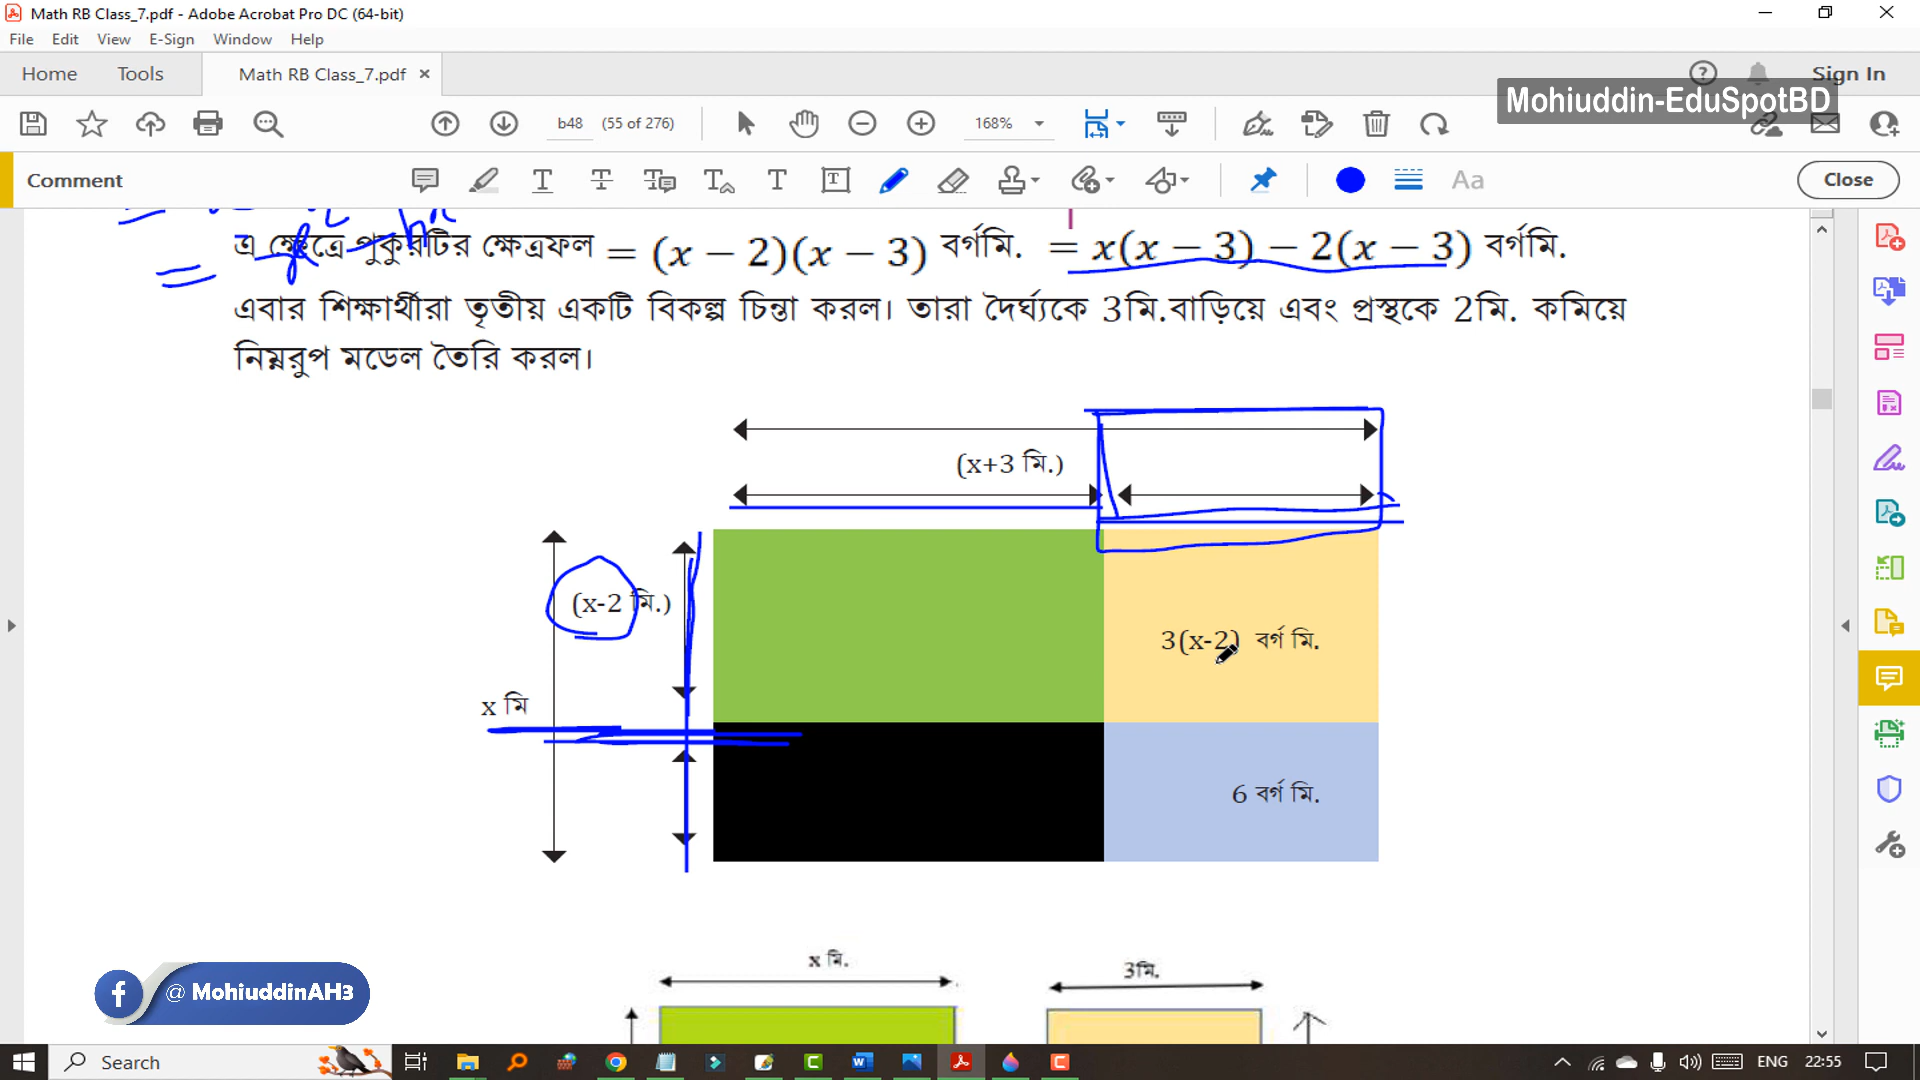 Math RB Class_7.pdf - Adobe Acrobat Pro DC (64-bit)
File Edit View E-Sign Window Help
Home Tools Math RB Class_7.pdf × Sign In
Mohiuddin-EduSpotBD
b48 (55 of 276) 168%
Comment Aa Close
এ ক্ষেত্রে পুকুরটির ক্ষেত্রফল = (x − 2)(x − 3) বর্গমি. = x(x − 3) − 2(x − 3) বর্গমি.
এবার শিক্ষার্থীরা তৃতীয় একটি বিকল্প চিন্তা করল। তারা দৈর্ঘ্যকে 3মি.বাড়িয়ে এবং প্রস্থকে 2মি. কমিয়ে
নিম্নরুপ মডেল তৈরি করল।
(x+3 মি.)
(x-2 মি.)
3(x-2) বর্গ মি.
x মি
6 বর্গ মি.
x মি.
3মি.
@ MohiuddinAH3
Search ENG 22:55